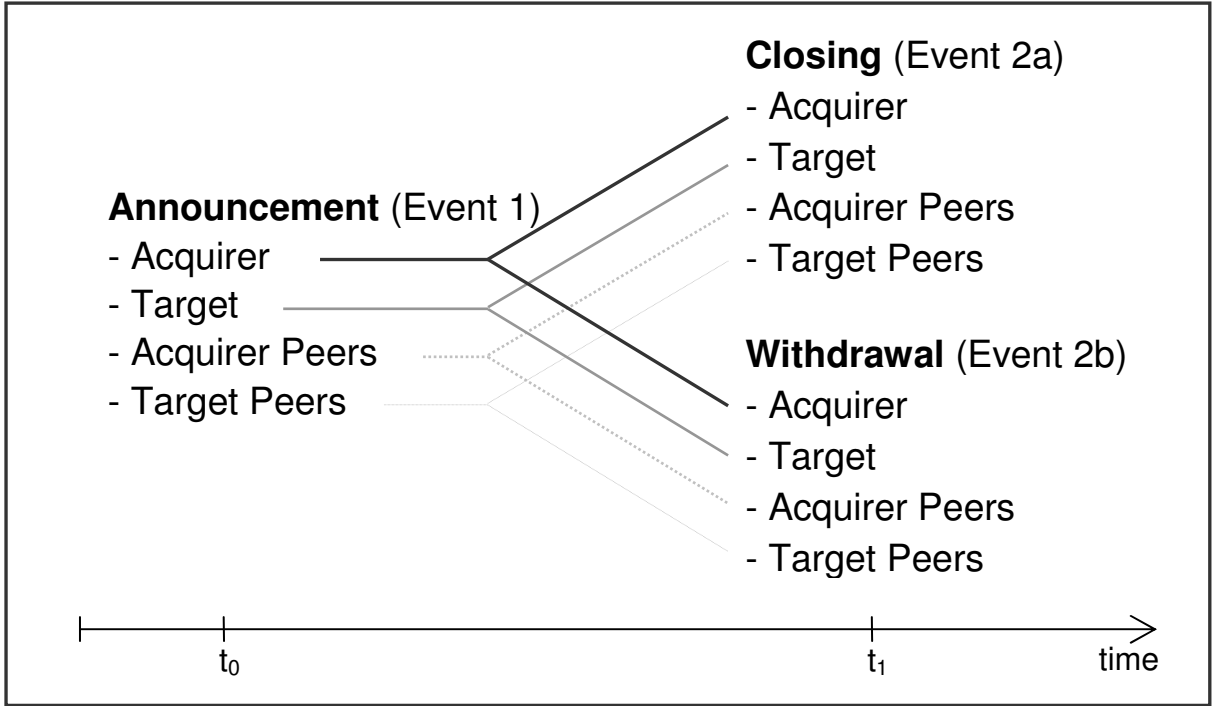 Announcement (Event 1)
- Acquirer
- Target
- Acquirer Peers
- Target Peers
Closing (Event 2a)
- Acquirer
- Target
- Acquirer Peers
- Target Peers
Withdrawal (Event 2b)
- Acquirer
- Target
- Acquirer Peers
- Target Peers
t₀
t₁
time